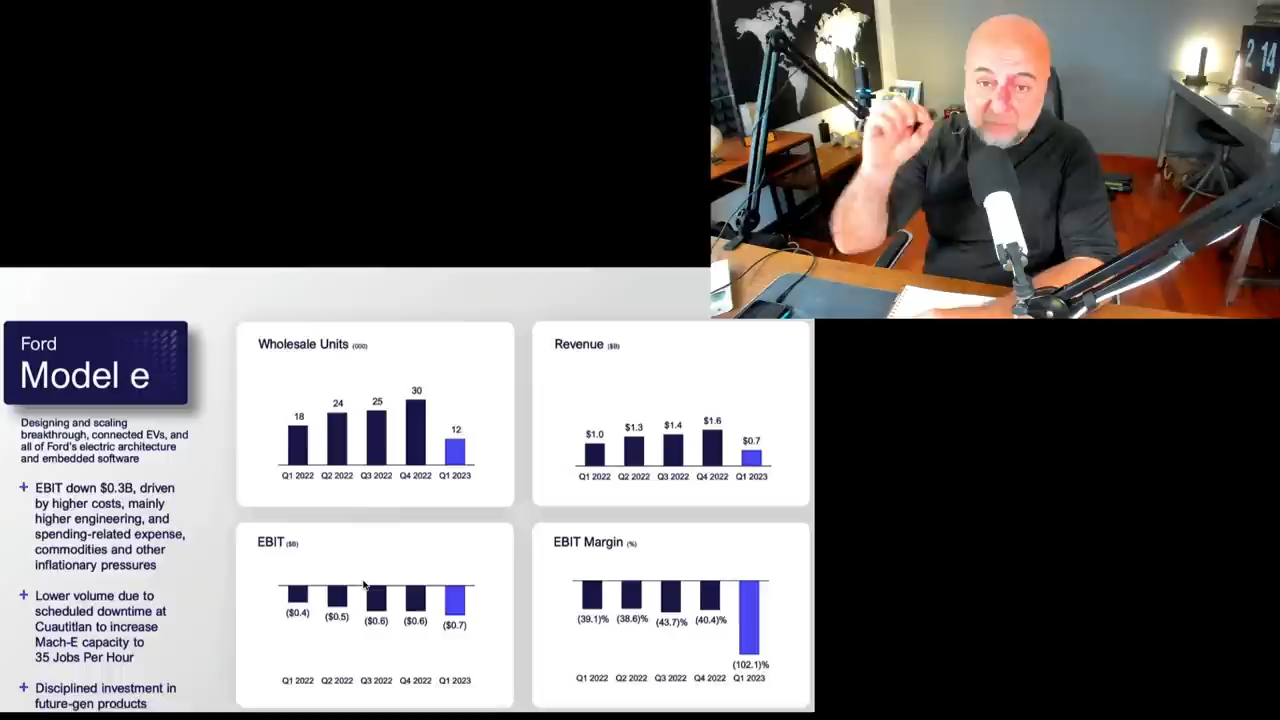 2 14
Ford
Model e
Designing and scaling
breakthrough, connected EVs, and
all of Ford's electric architecture
and embedded software
+ EBIT down $0.3B, driven
by higher costs, mainly
higher engineering, and
spending-related expense,
commodities and other
inflationary pressures
+ Lower volume due to
scheduled downtime at
Cuautitlan to increase
Mach-E capacity to
35 Jobs Per Hour
+ Disciplined investment in
future-gen products
Wholesale Units (000)
18 24 25 30 12
Q1 2022 Q2 2022 Q3 2022 Q4 2022 Q1 2023
Revenue ($B)
$1.0 $1.3 $1.4 $1.6 $0.7
Q1 2022 Q2 2022 Q3 2022 Q4 2022 Q1 2023
EBIT ($B)
($0.4) ($0.5) ($0.6) ($0.6) ($0.7)
Q1 2022 Q2 2022 Q3 2022 Q4 2022 Q1 2023
EBIT Margin (%)
(39.1)% (38.6)% (43.7)% (40.4)% (102.1)%
Q1 2022 Q2 2022 Q3 2022 Q4 2022 Q1 2023